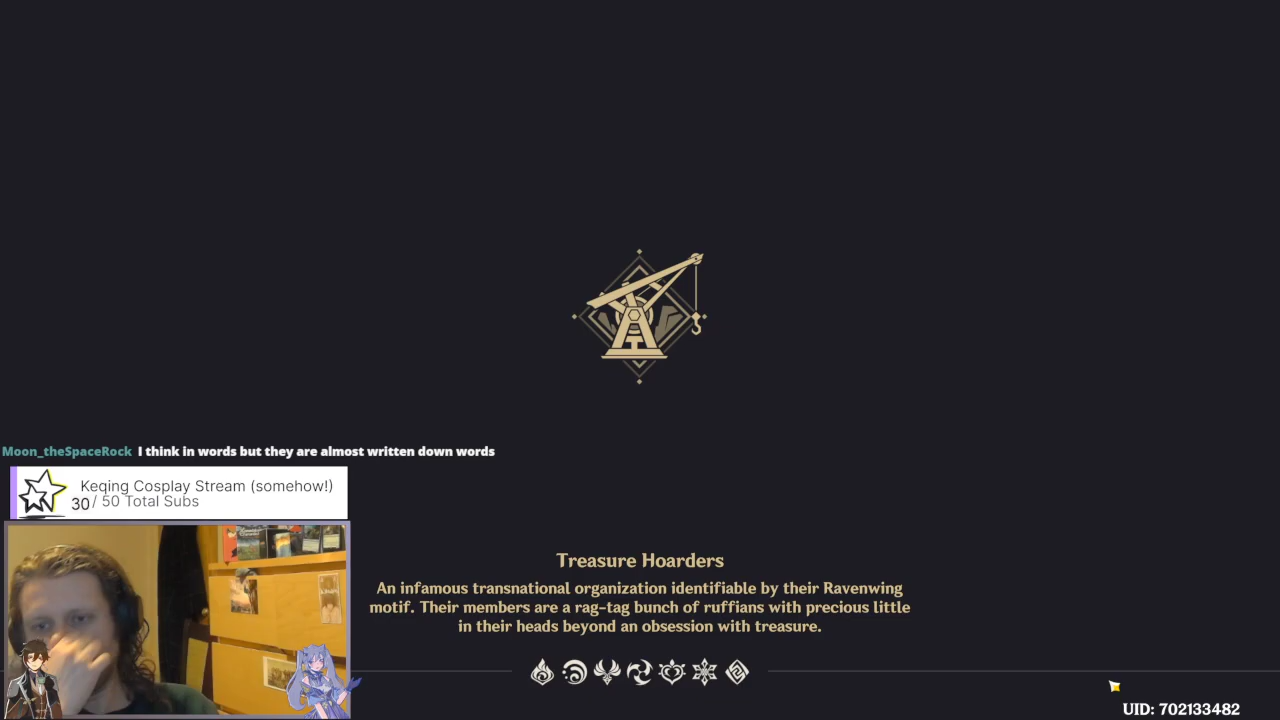 Moon_theSpaceRock I think in words but they are almost written down words
Keqing Cosplay Stream (somehow!)
30 / 50 Total Subs
Treasure Hoarders
An infamous transnational organization identifiable by their Ravenwing
motif. Their members are a rag-tag bunch of ruffians with precious little
in their heads beyond an obsession with treasure.
UID: 702133482